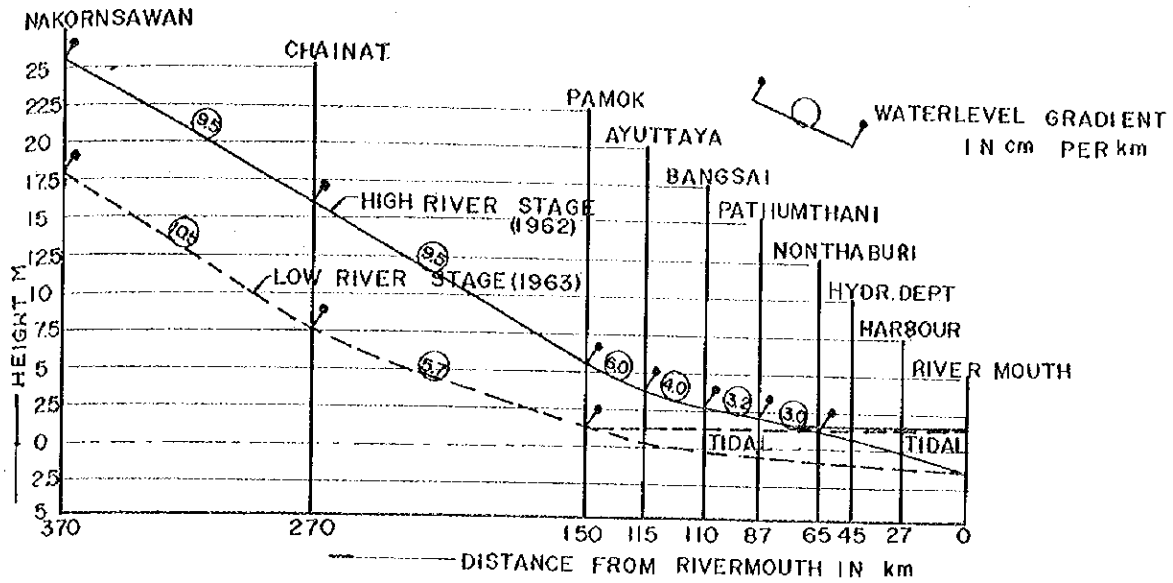 NAKORNSAWAN
CHAINAT.
PAMOK
AYUTTAYA
BANGSAI
PATHUMTHANI
NONTHABURI
HYDR. DEPT
HARBOUR
RIVER MOUTH
WATERLEVEL GRADIENT
IN cm PER km
HIGH RIVER STAGE
(1962)
LOW RIVER STAGE (1963)
9.5
9.5
10.5
5.7
6.0
4.0
3.2
3.0
TIDAL
TIDAL
HEIGHT M
25
22.5
20
17.5
15
12.5
10
7.5
5
2.5
0
2.5
5
370
270
150
115
110
87
65
45
27
0
DISTANCE FROM RIVERMOUTH IN km